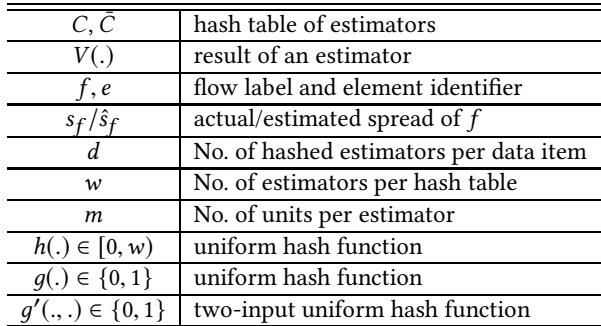 C, C̄ hash table of estimators
V(.) result of an estimator
f, e flow label and element identifier
s_f/ŝ_f actual/estimated spread of f
d No. of hashed estimators per data item
w No. of estimators per hash table
m No. of units per estimator
h(.) ∈ [0, w) uniform hash function
g(.) ∈ {0, 1} uniform hash function
g′(., .) ∈ {0, 1} two-input uniform hash function